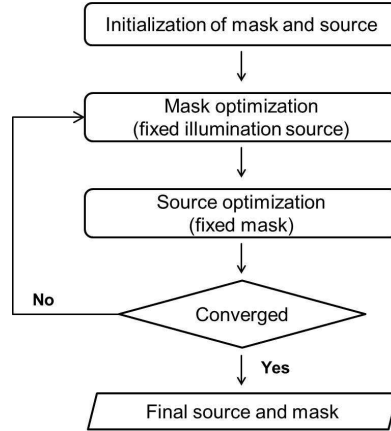 Initialization of mask and source
Mask optimization
(fixed illumination source)
Source optimization
(fixed mask)
No
Converged
Yes
Final source and mask